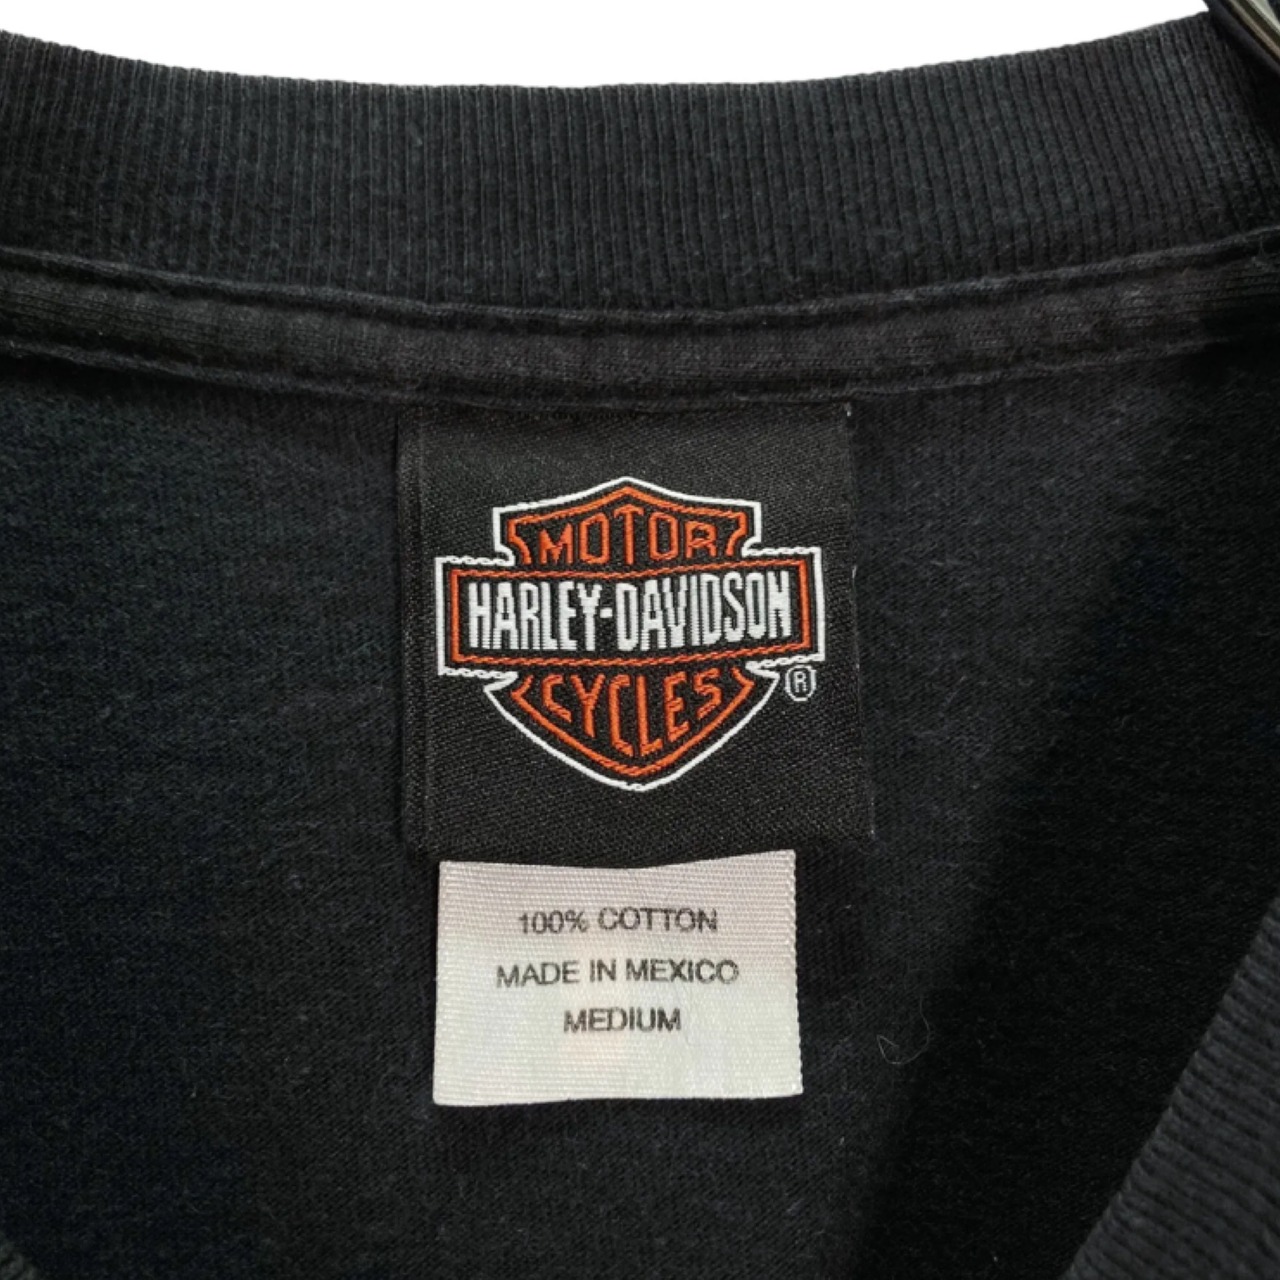 MOTOR
HARLEY-DAVIDSON
CYCLES
®
100% COTTON
MADE IN MEXICO
MEDIUM